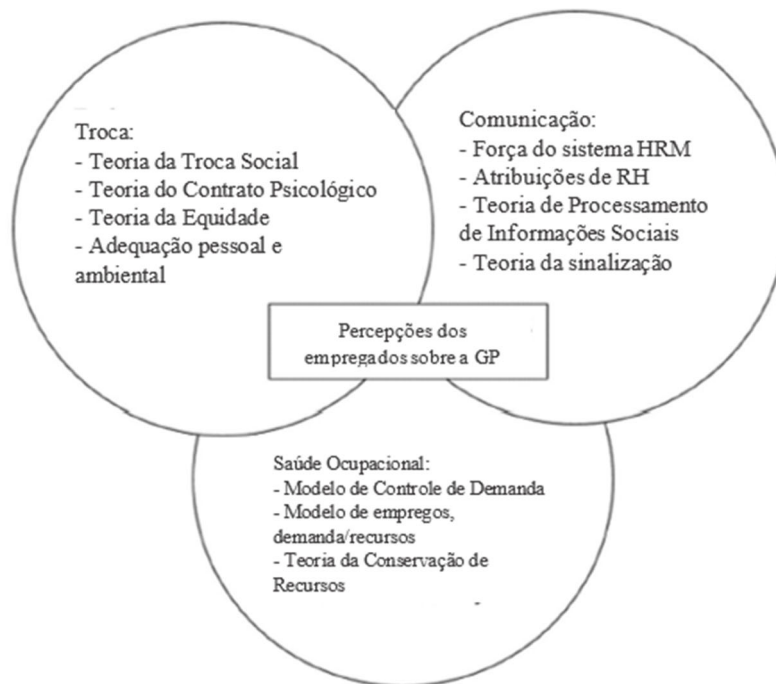 Troca:
- Teoria da Troca Social
- Teoria do Contrato Psicológico
- Teoria da Equidade
- Adequação pessoal e
ambiental
Comunicação:
- Força do sistema HRM
- Atribuições de RH
- Teoria de Processamento
de Informações Sociais
- Teoria da sinalização
Percepções dos
empregados sobre a GP
Saúde Ocupacional:
- Modelo de Controle de Demanda
- Modelo de empregos,
demanda/recursos
- Teoria da Conservação de
Recursos